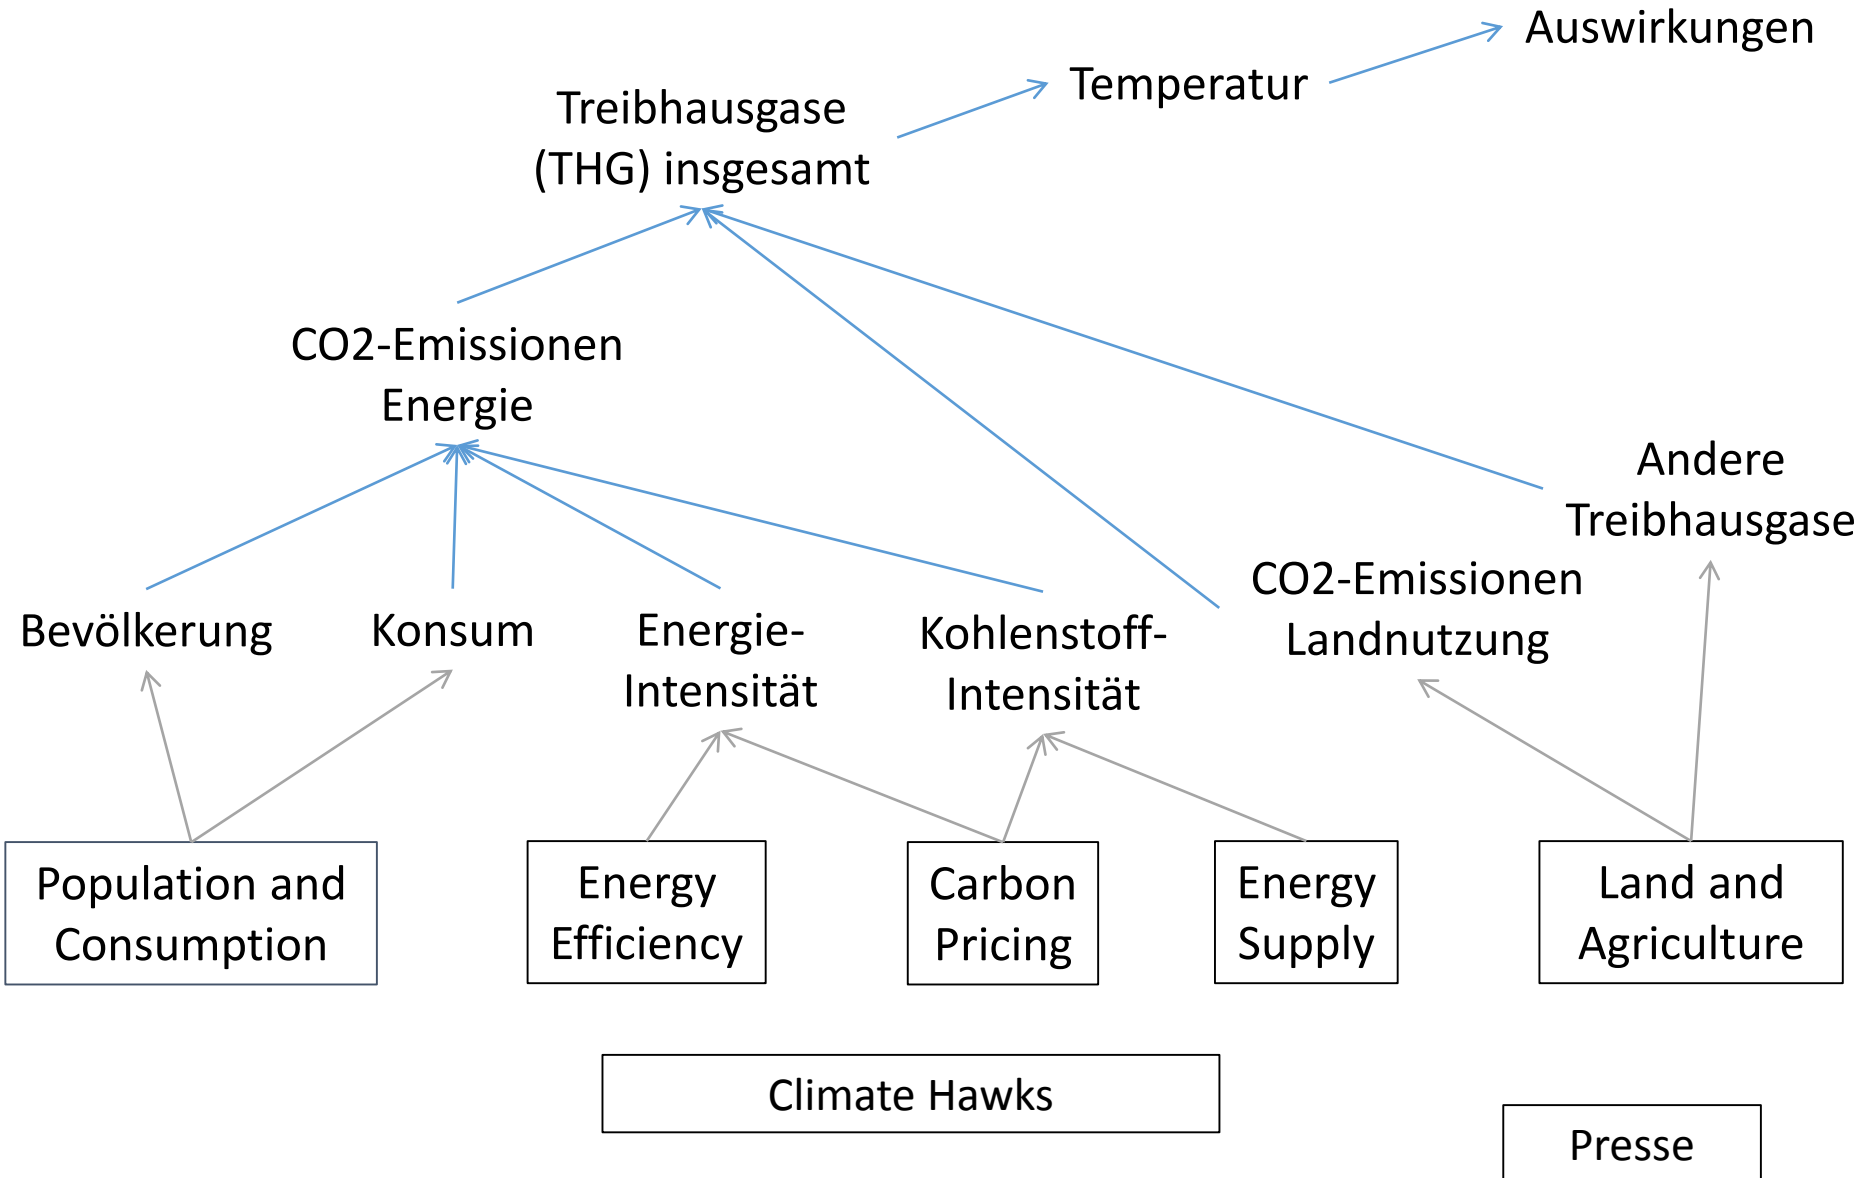 Auswirkungen
Temperatur
Treibhausgase
(THG) insgesamt
CO2-Emissionen
Energie
Andere
Treibhausgase
CO2-Emissionen
Landnutzung
Bevölkerung
Konsum
Energie-
Intensität
Kohlenstoff-
Intensität
Population and
Consumption
Energy
Efficiency
Carbon
Pricing
Energy
Supply
Land and
Agriculture
Climate Hawks
Presse